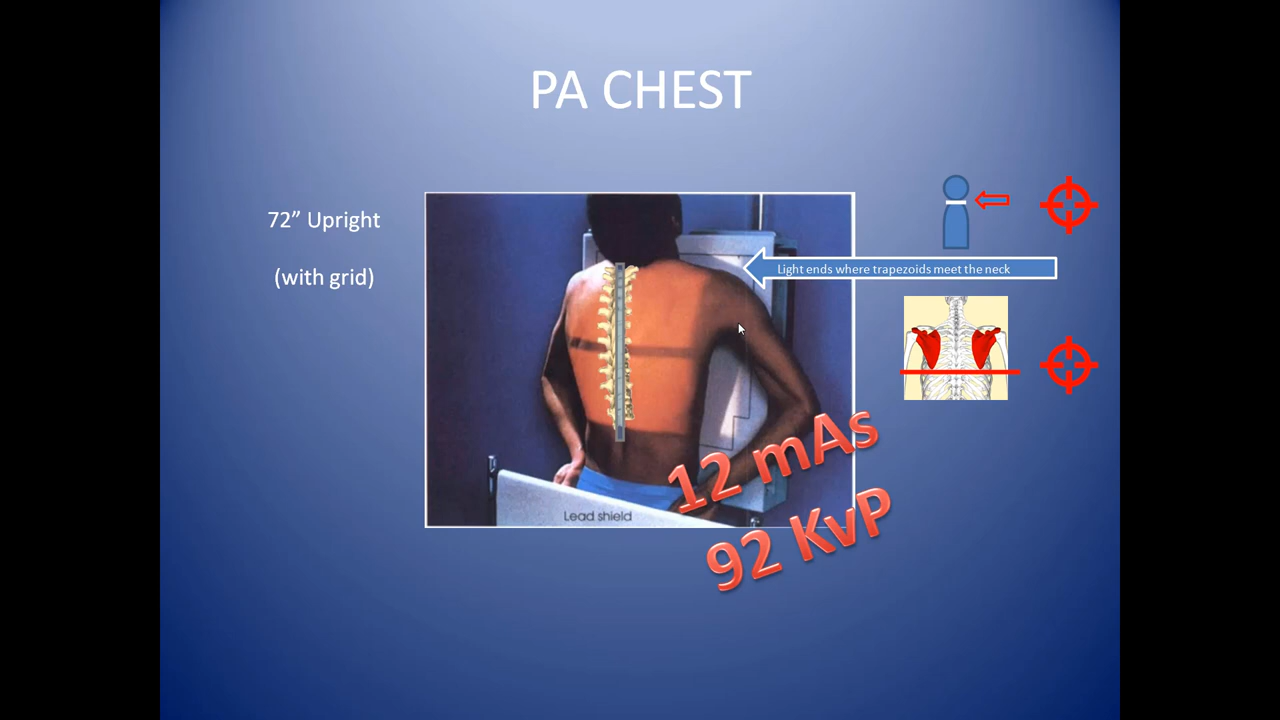 PA CHEST
72” Upright
(with grid)
Light ends where trapezoids meet the neck
12 mAs
92 KvP
Lead shield